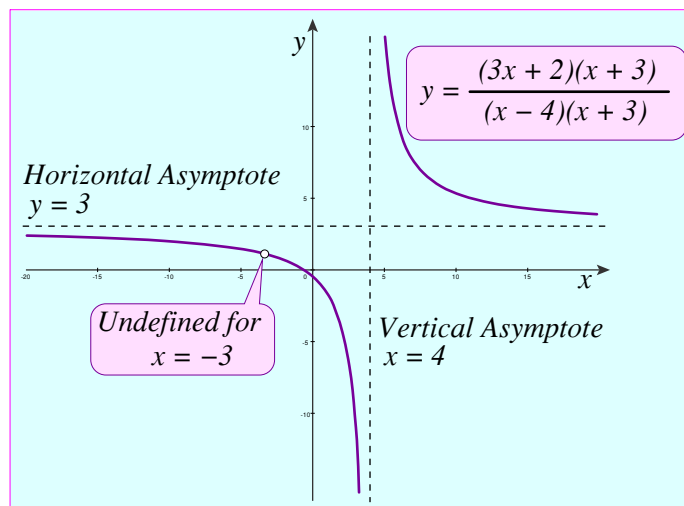 y
y = (3x + 2)(x + 3)
(x − 4)(x + 3)
10
Horizontal Asymptote
y = 3
5
-20 -15 -10 -5 0 5 10 15
x
Undefined for
x = −3
Vertical Asymptote
x = 4
-5
-10